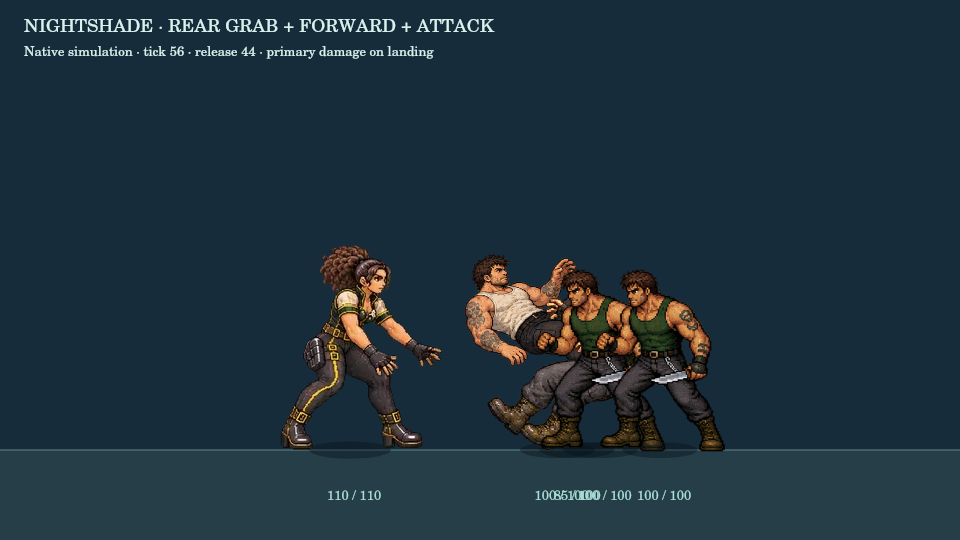 NIGHTSHADE · REAR GRAB + FORWARD + ATTACK
Native simulation · tick 56 · release 44 · primary damage on landing
110 / 110
/ 100
100 / 100